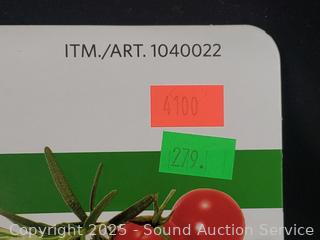 ITM./ART. 1040022
4100
279.
Copyright © 2025 - Sound Auction Service